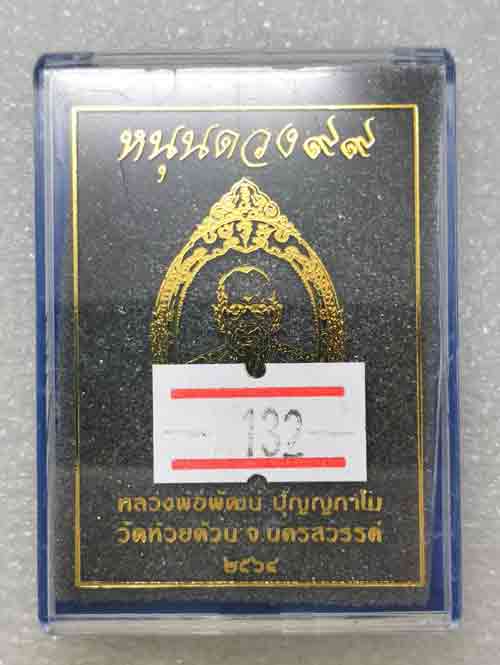 หนุนดวง๙๙
132
หลวงพ่อพัฒน์ ปุญญกาโม
วัดห้วยด้วน จ.นครสวรรค์
๒๕๖๔